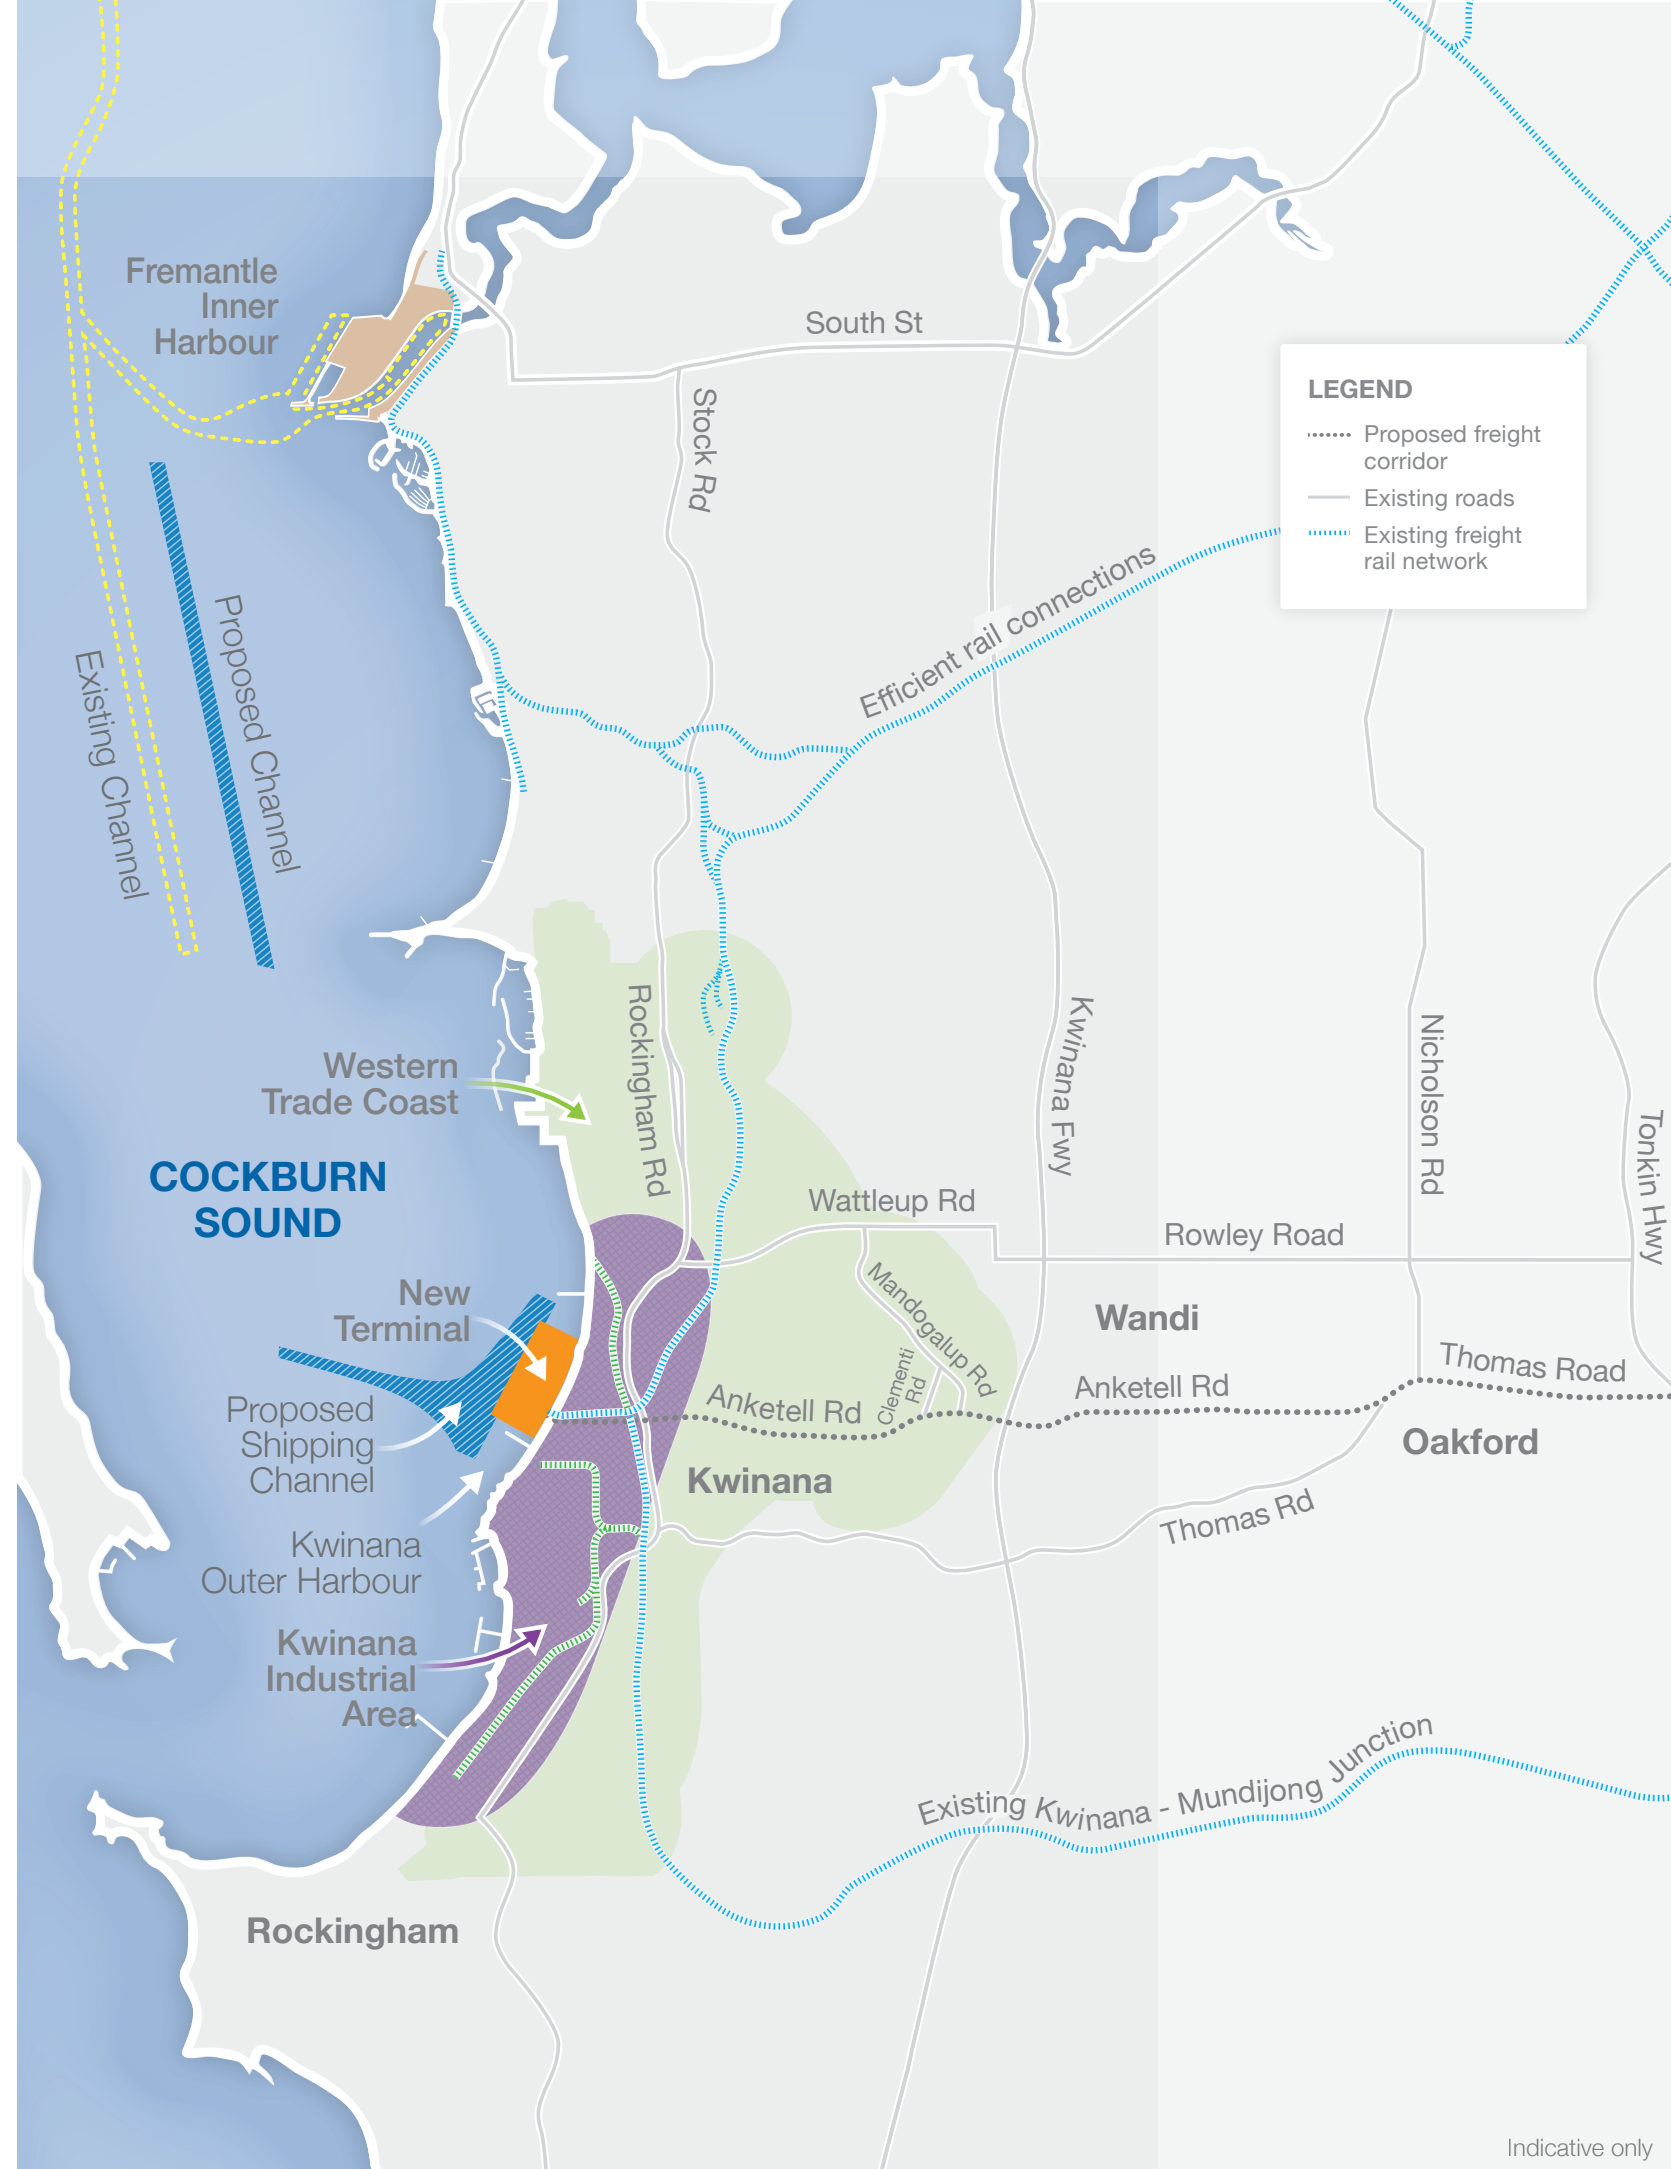 Fremantle
Inner
Harbour
South St
Stock Rd
LEGEND
Proposed freight
corridor
Existing roads
Existing freight
rail network
Efficient rail connections
Proposed Channel
Existing Channel
Rockingham Rd
Kwinana Fwy
Nicholson Rd
Tonkin Hwy
Western
Trade Coast
COCKBURN
SOUND
Wattleup Rd
Rowley Road
Mandogalup Rd
Clementi
Rd
New
Terminal
Wandi
Thomas Road
Anketell Rd
Anketell Rd
Proposed
Shipping
Channel
Oakford
Kwinana
Thomas Rd
Kwinana
Outer Harbour
Kwinana
Industrial
Area
Existing Kwinana - Mundijong Junction
Rockingham
Indicative only